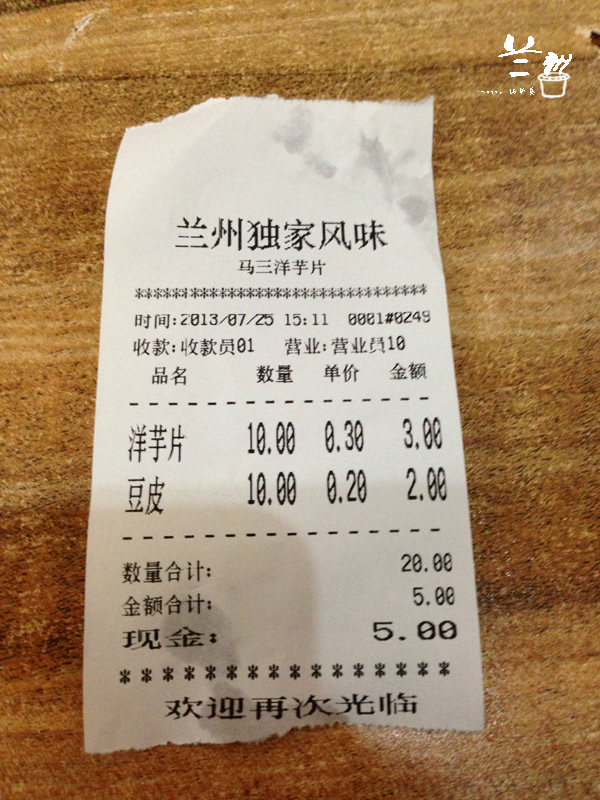 兰州
兰州独家风味
马三洋芋片
********************************
时间:2013/07/25 15:11 0001#0249
收款:收款员01 营业:营业员10
品名 数量 单价 金额
- - - - - - - - - - - - - - - -
洋芋片 10.00 0.30 3.00
豆皮 10.00 0.20 2.00
- - - - - - - - - - - - - - - -
数量合计: 20.00
金额合计: 5.00
现金: 5.00
* * * * * * * * * * * * * * * *
欢迎再次光临